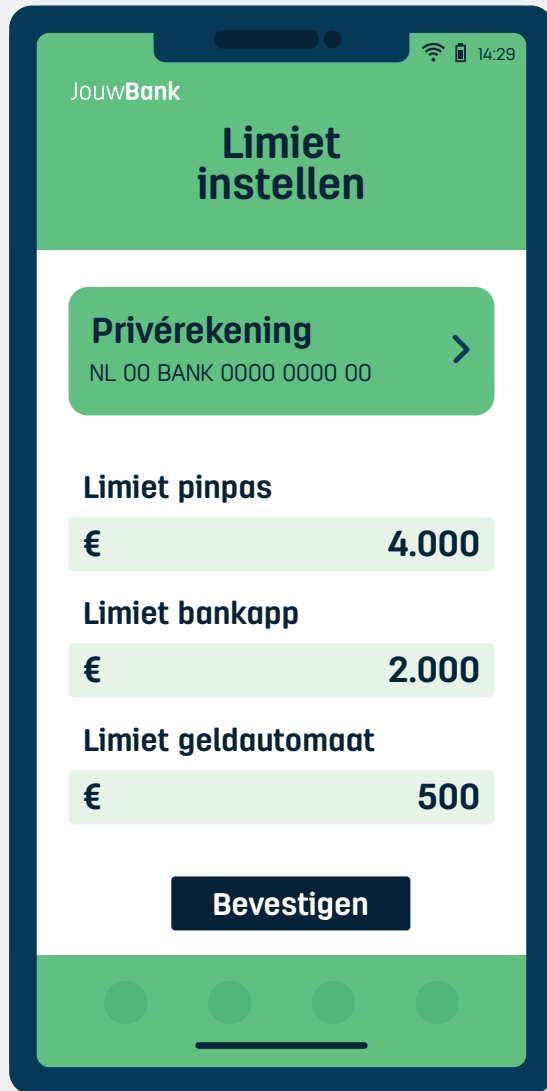 14:29
JouwBank
Limiet
instellen
Privérekening
NL 00 BANK 0000 0000 00
Limiet pinpas
€ 4.000
Limiet bankapp
€ 2.000
Limiet geldautomaat
€ 500
Bevestigen